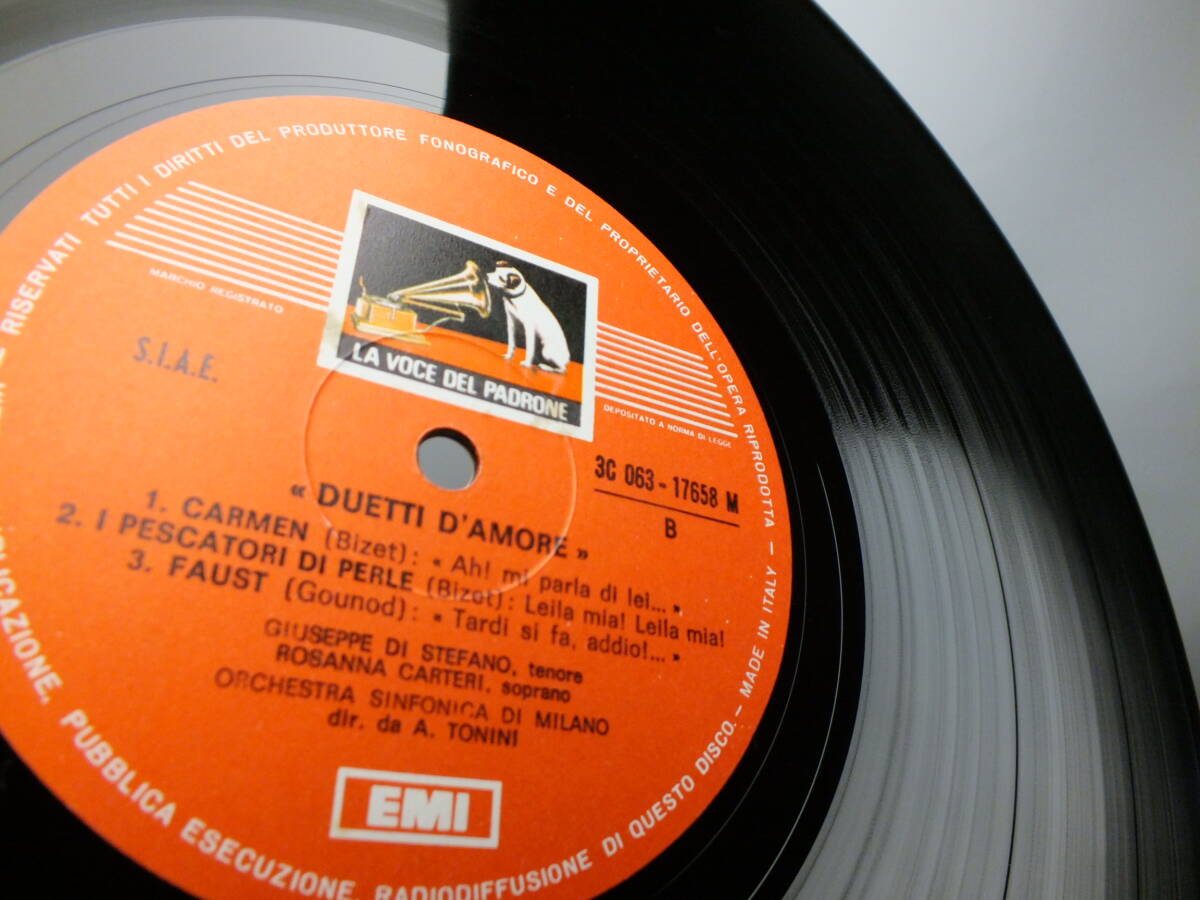 RISERVATI TUTTI I DIRITTI DEL PRODUTTORE FONOGRAFICO E DEL PROPRIETARIO DELL'OPERA RIPRODOTTA – MADE IN ITALY –
MARCHIO REGISTRATO
LA VOCE DEL PADRONE
DEPOSITATO A NORMA DI LEGGE
S.I.A.E.
3C 063-17658 M
B
« DUETTI D'AMORE »
1. CARMEN (Bizet): « Ah! mi parla di lei... »
2. I PESCATORI DI PERLE (Bizet): Leila mia! Leila mia!
3. FAUST (Gounod): « Tardi si fa, addio!... »
GIUSEPPE DI STEFANO, tenore
ROSANNA CARTERI, soprano
ORCHESTRA SINFONICA DI MILANO
dir. da A. TONINI
EMI
PUBBLICA ESECUZIONE, RADIODIFFUSIONE DI QUESTO DISCO.